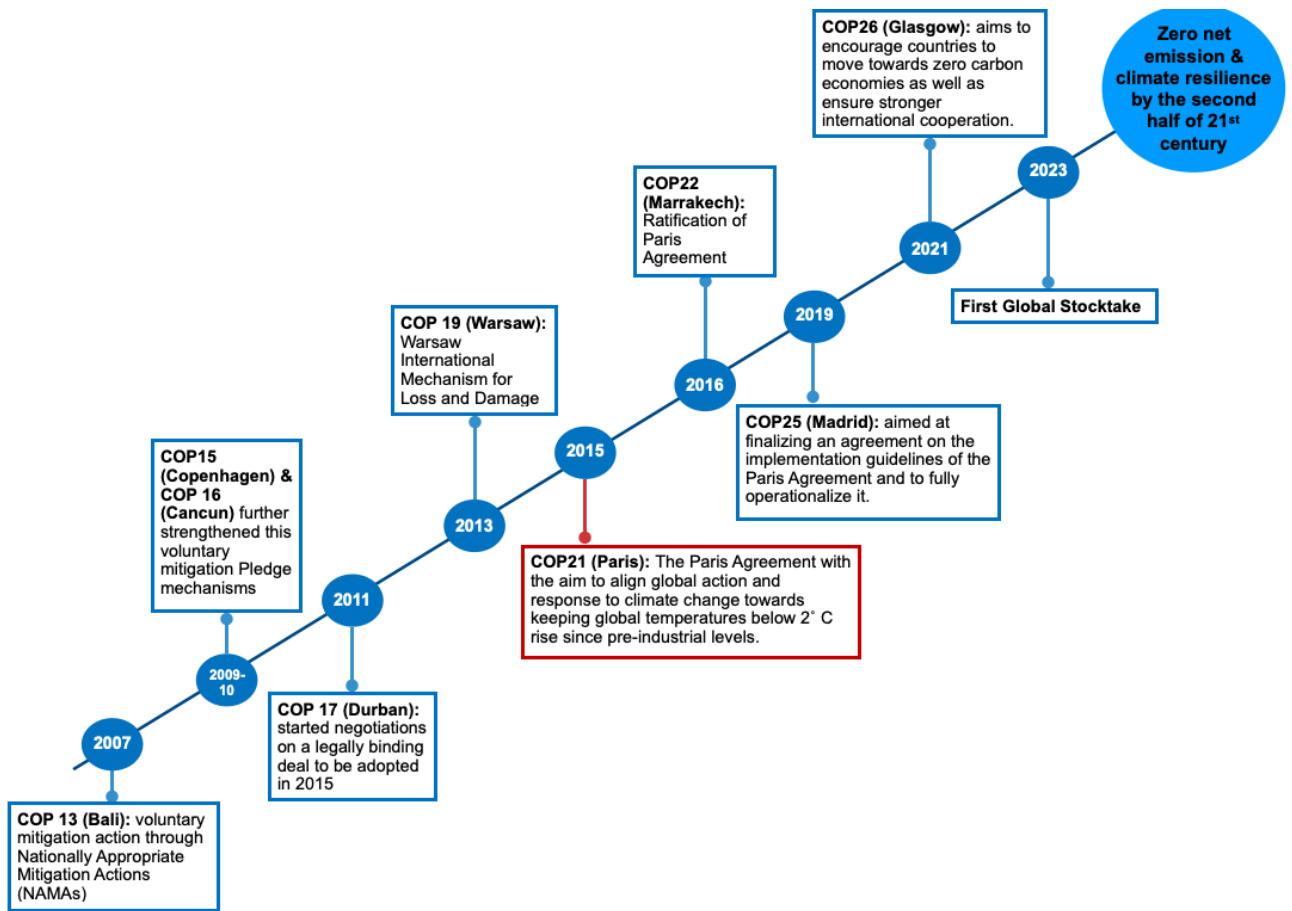 COP26 (Glasgow): aims to
encourage countries to
move towards zero carbon
economies as well as
ensure stronger
international cooperation.
Zero net
emission &
climate resilience
by the second
half of 21st
century
2023
COP22
(Marrakech):
Ratification of
Paris
Agreement
2021
First Global Stocktake
COP 19 (Warsaw):
Warsaw
International
Mechanism for
Loss and Damage
2019
2016
COP25 (Madrid): aimed at
finalizing an agreement on the
implementation guidelines of the
Paris Agreement and to fully
operationalize it.
COP15
(Copenhagen) &
COP 16
(Cancun) further
strengthened this
voluntary
mitigation Pledge
mechanisms
2015
2013
COP21 (Paris): The Paris Agreement with
the aim to align global action and
response to climate change towards
keeping global temperatures below 2˚ C
rise since pre-industrial levels.
2011
2009-
10
COP 17 (Durban):
started negotiations
on a legally binding
deal to be adopted
in 2015
2007
COP 13 (Bali): voluntary
mitigation action through
Nationally Appropriate
Mitigation Actions
(NAMAs)